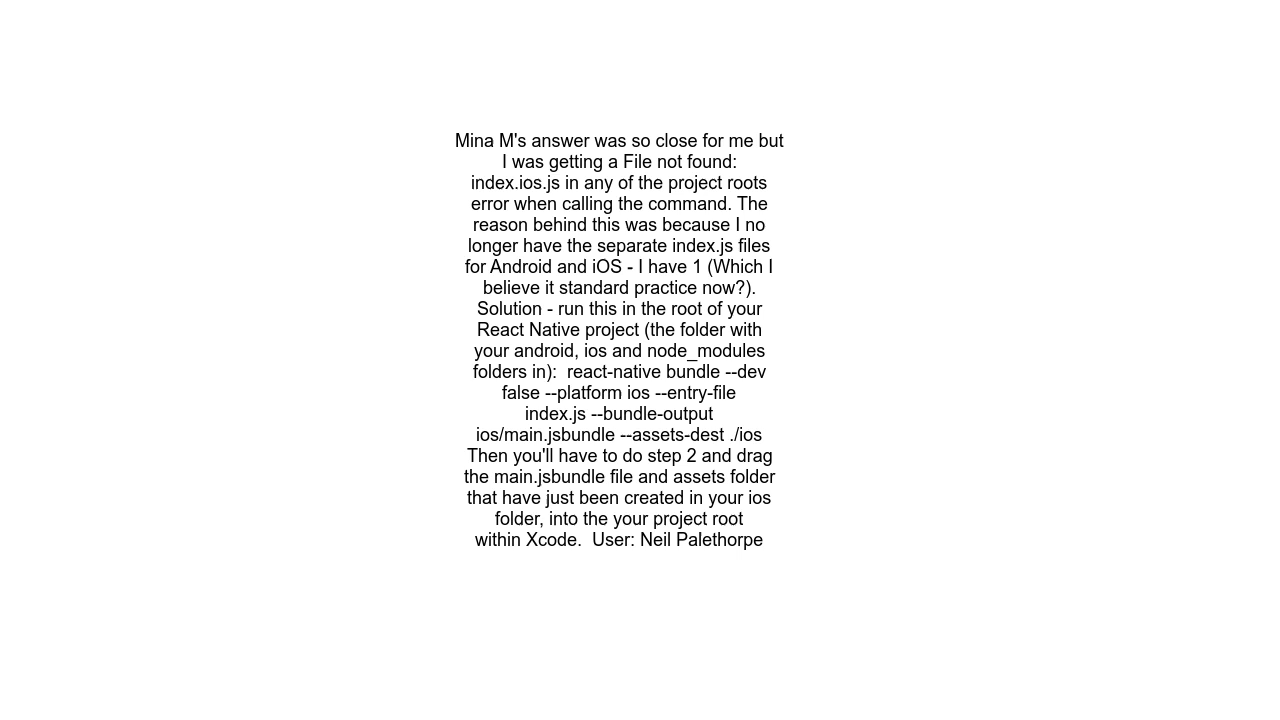 Mina M's answer was so close for me but
I was getting a File not found:
index.ios.js in any of the project roots
error when calling the command. The
reason behind this was because I no
longer have the separate index.js files
for Android and iOS - I have 1 (Which I
believe it standard practice now?).
Solution - run this in the root of your
React Native project (the folder with
your android, ios and node_modules
folders in):  react-native bundle --dev
false --platform ios --entry-file
index.js --bundle-output
ios/main.jsbundle --assets-dest ./ios
Then you'll have to do step 2 and drag
the main.jsbundle file and assets folder
that have just been created in your ios
folder, into the your project root
within Xcode.  User: Neil Palethorpe